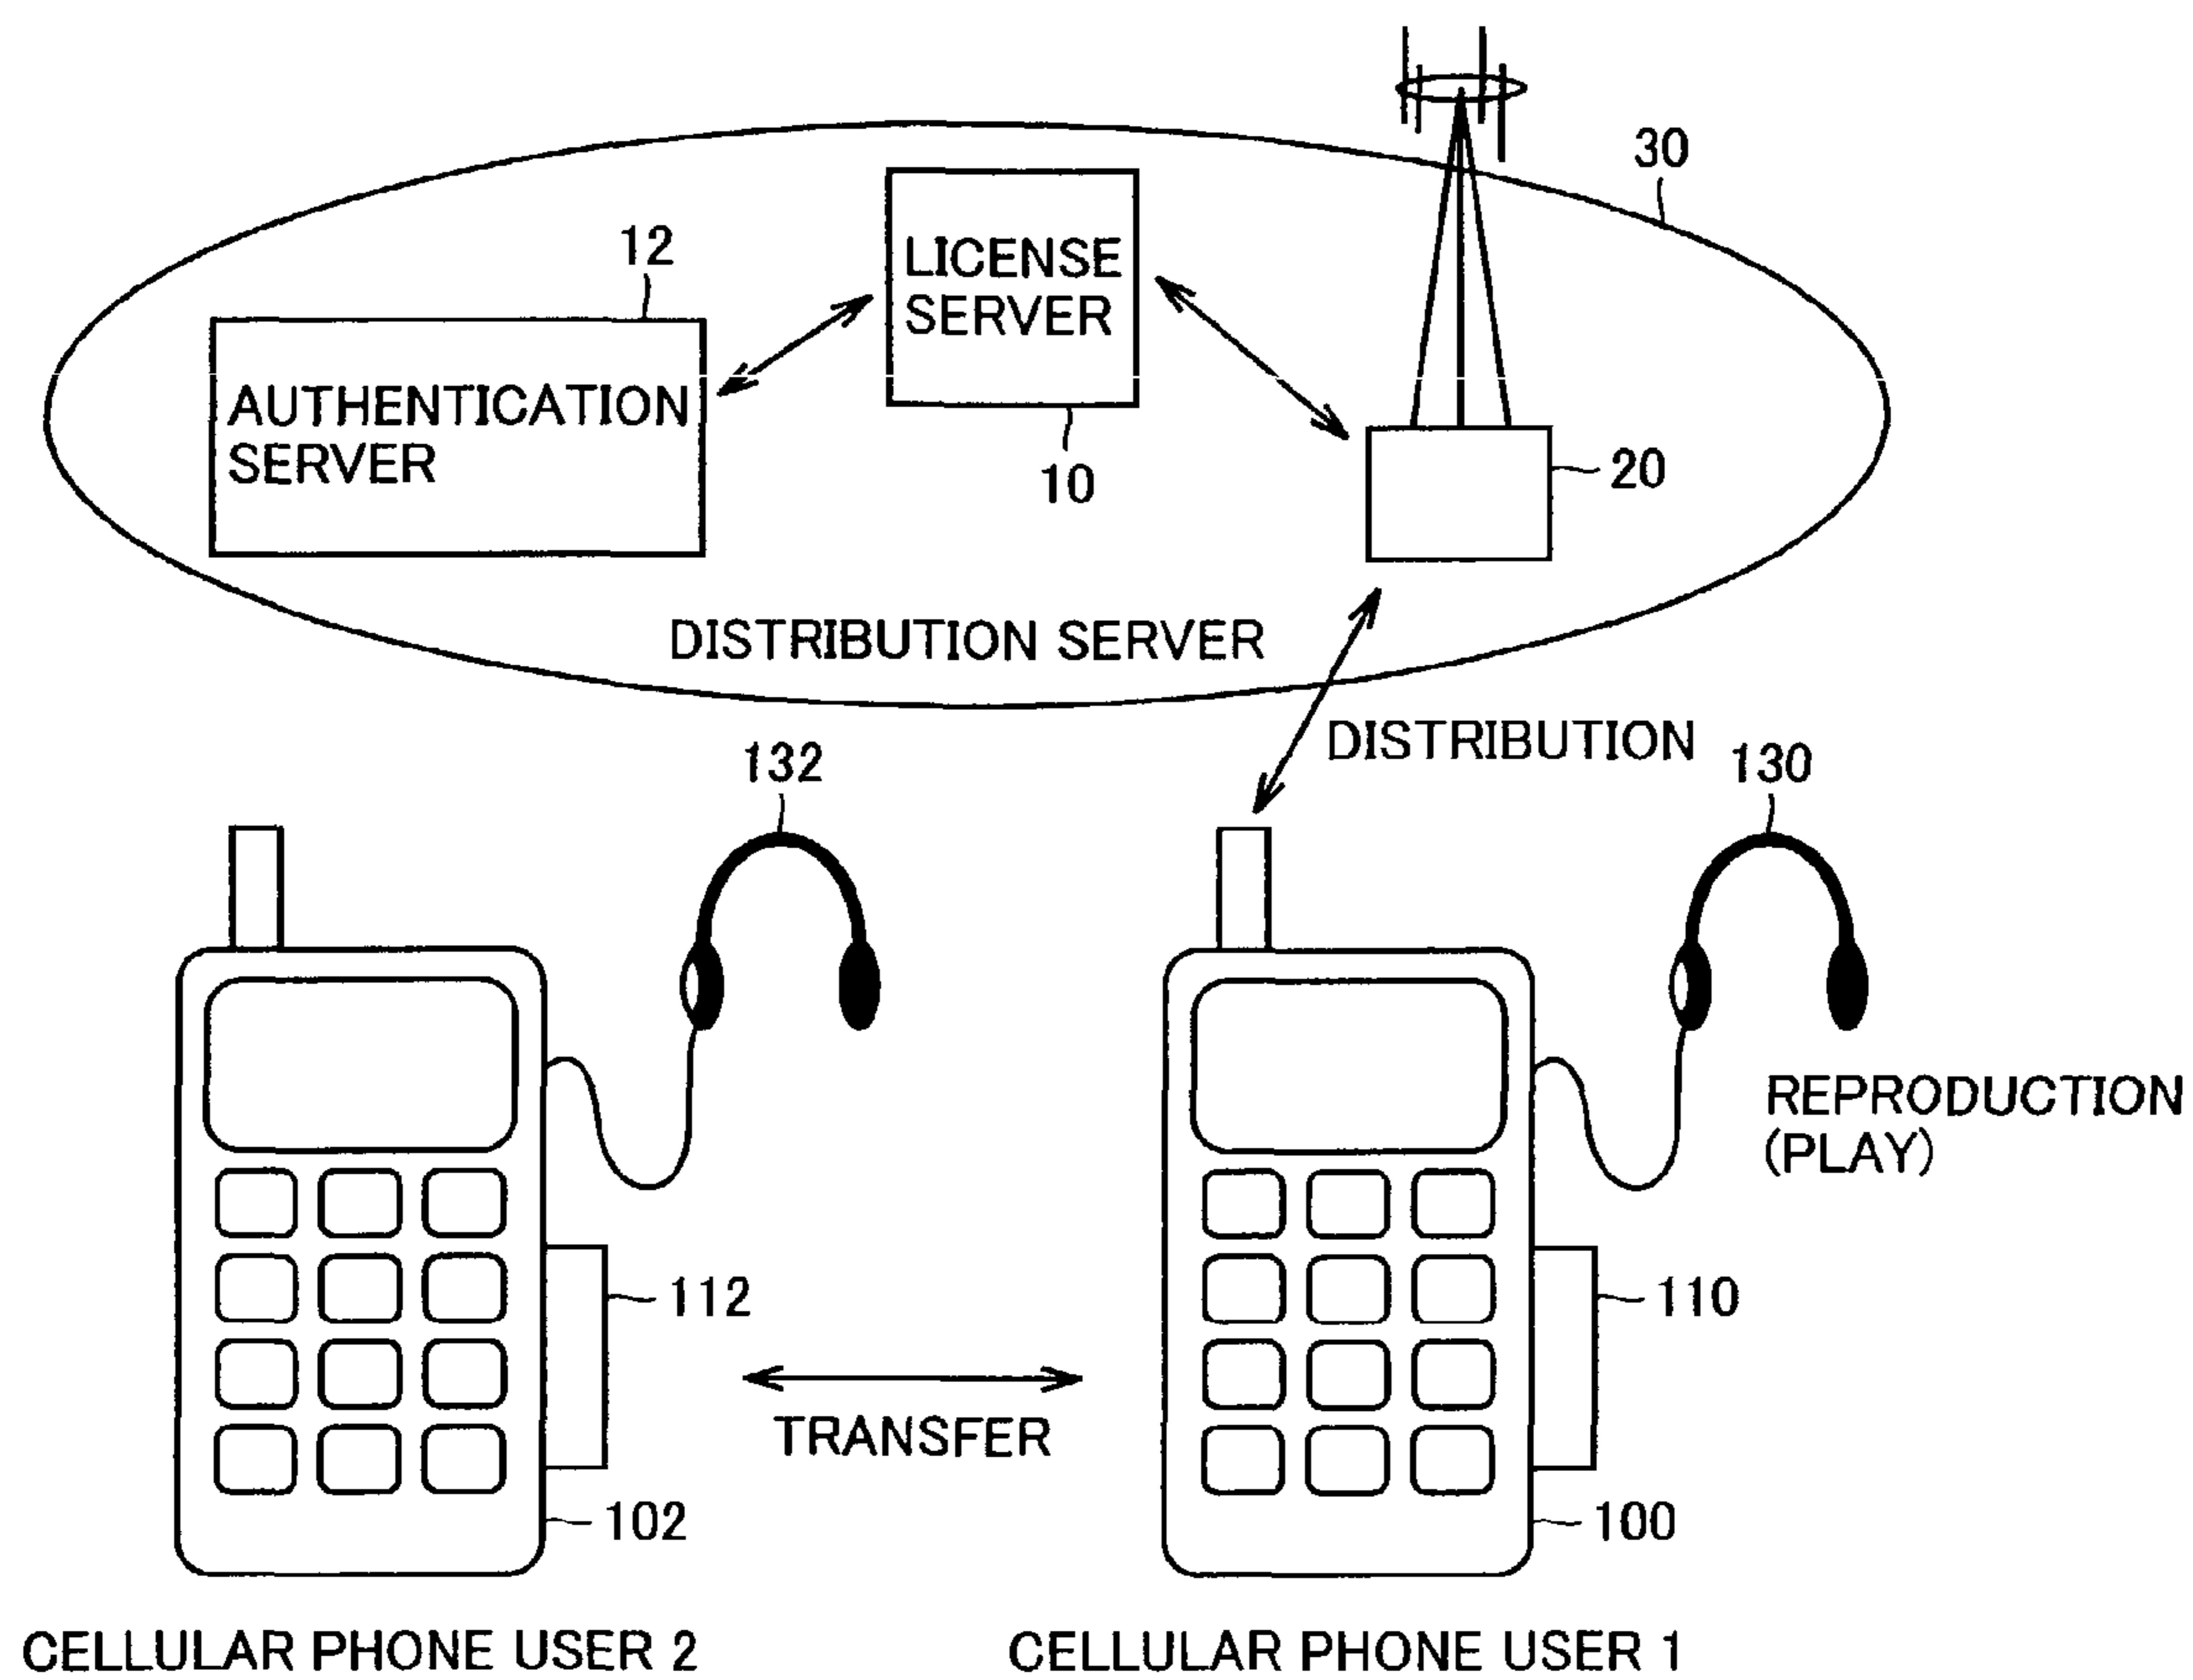 30
12
LICENSE
SERVER
AUTHENTICATION
SERVER
10
20
DISTRIBUTION SERVER
DISTRIBUTION
132
130
REPRODUCTION
(PLAY)
112
110
TRANSFER
102
100
CELLULAR PHONE USER 2
CELLULAR PHONE USER 1